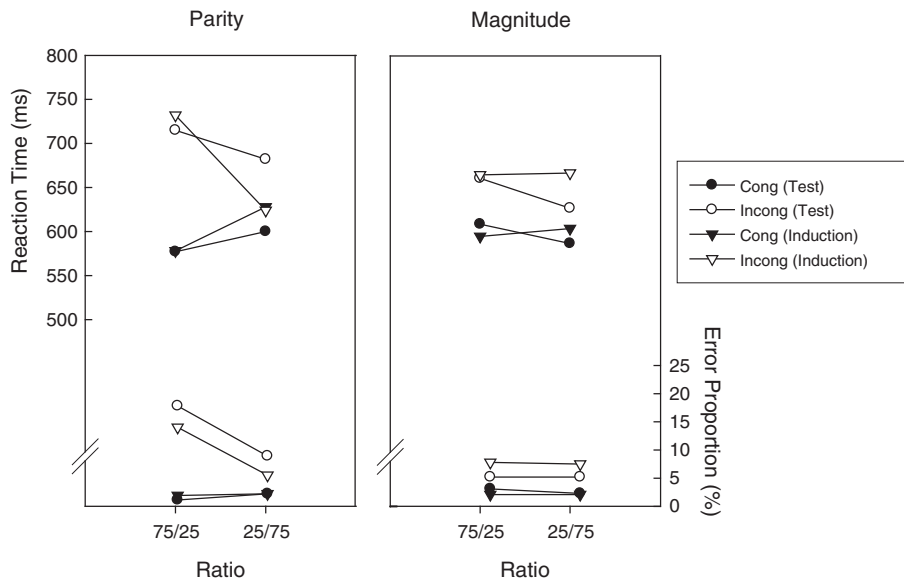 Parity
Magnitude
Reaction Time (ms)
800
750
700
650
600
550
500
Cong (Test)
Incong (Test)
Cong (Induction)
Incong (Induction)
Error Proportion (%)
25
20
15
10
5
0
75/25 25/75
75/25 25/75
Ratio
Ratio